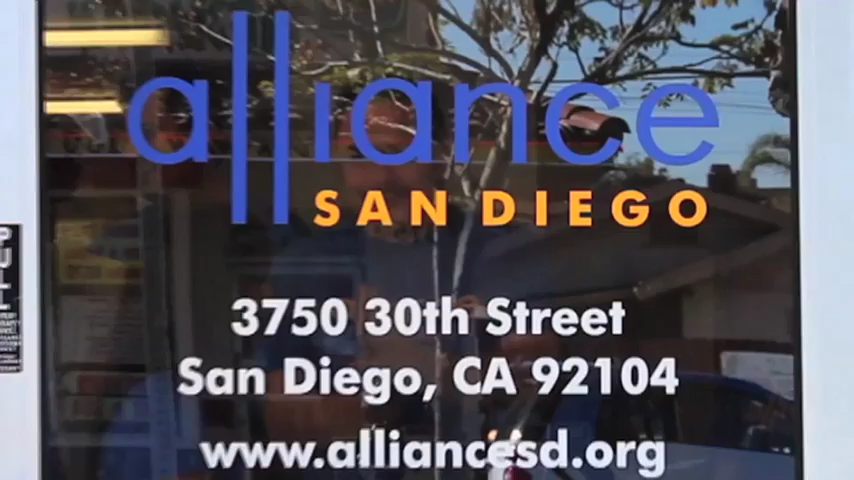 alliance
SAN DIEGO
3750 30th Street
San Diego, CA 92104
www.alliancesd.org
PULL